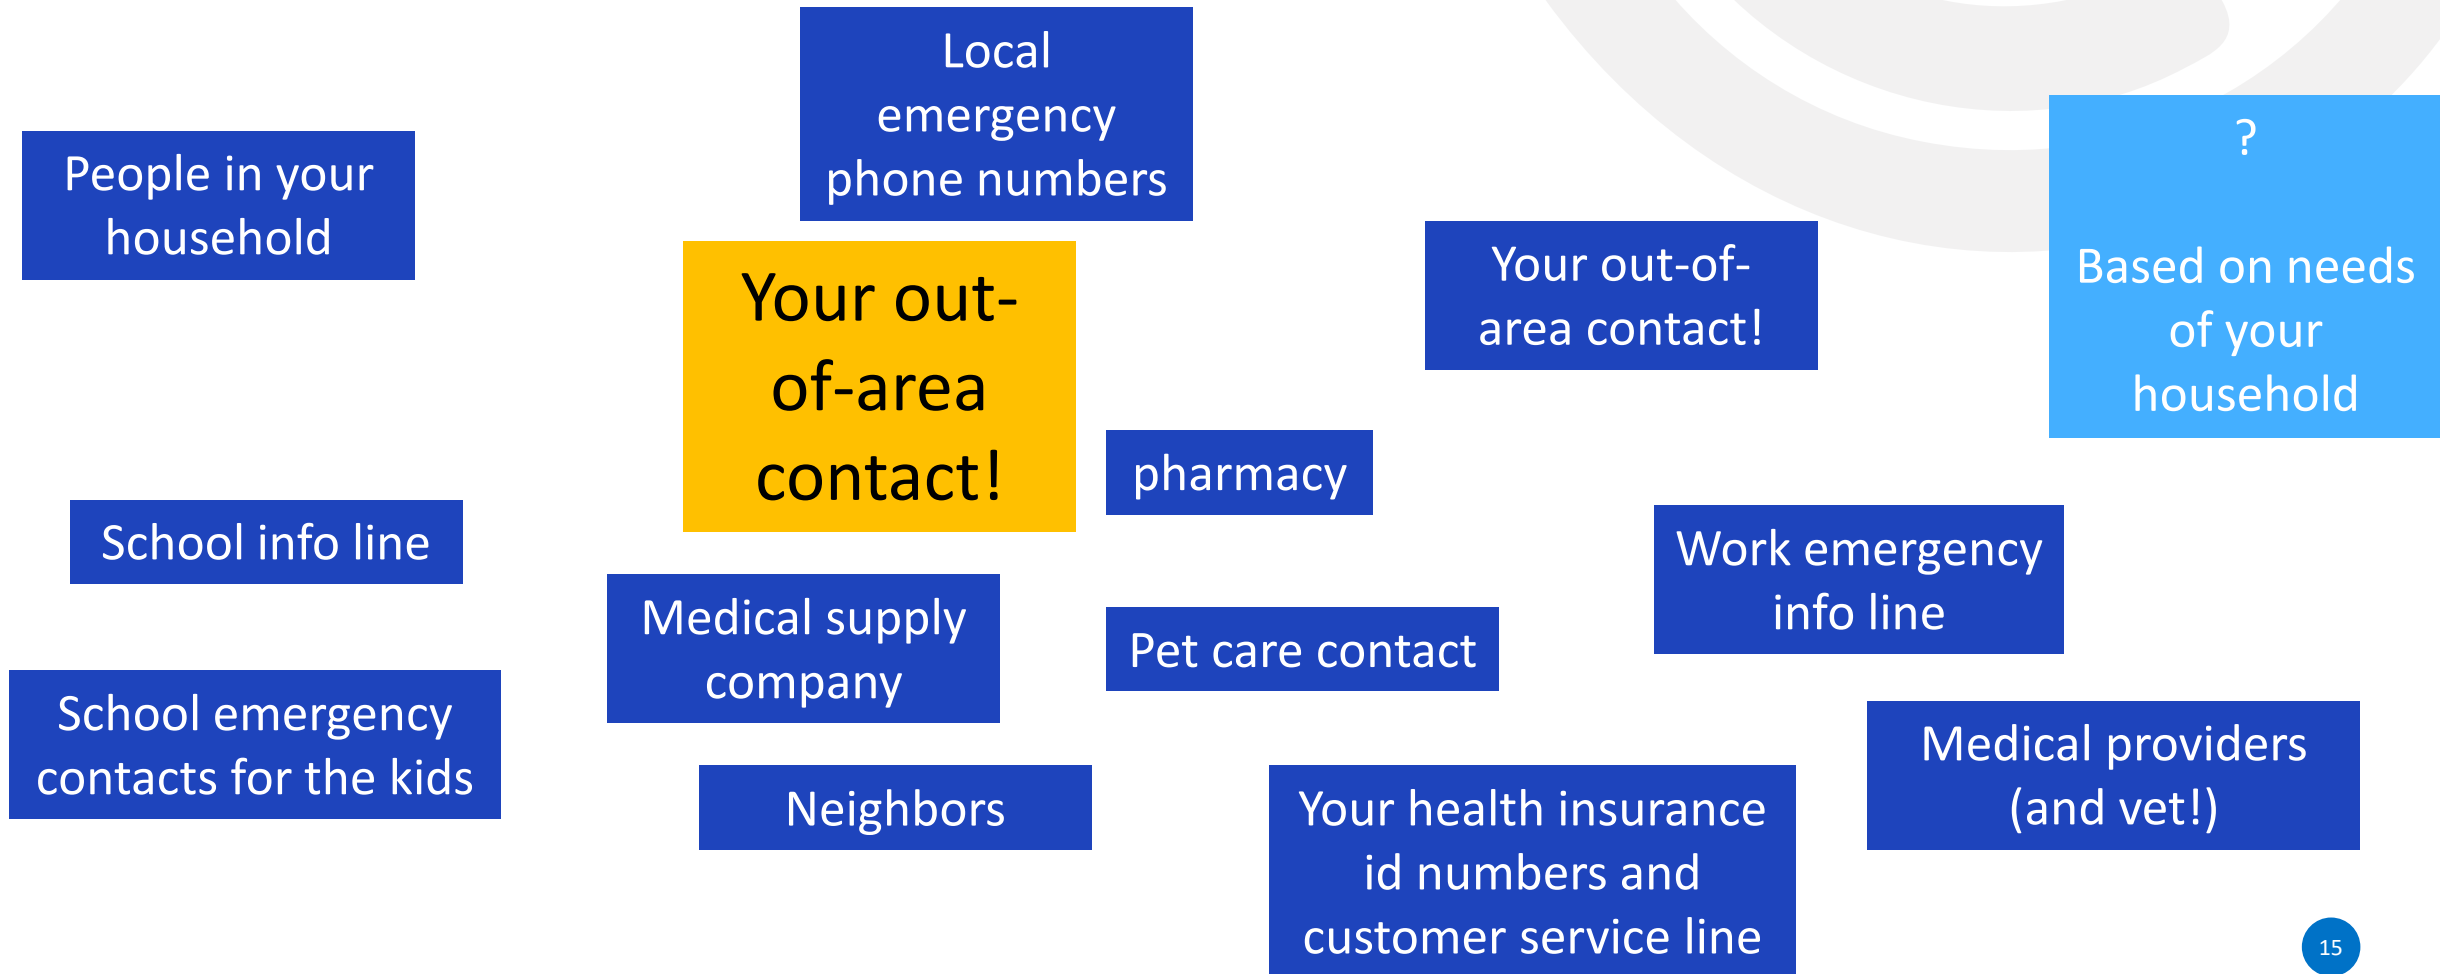 Local
emergency
phone numbers
People in your
household
?
Based on needs
of your
household
Your out-of-
area contact!
Your out-
of-area
contact!
pharmacy
School info line
Work emergency
info line
Medical supply
company
Pet care contact
School emergency
contacts for the kids
Medical providers
(and vet!)
Neighbors
Your health insurance
id numbers and
customer service line
15